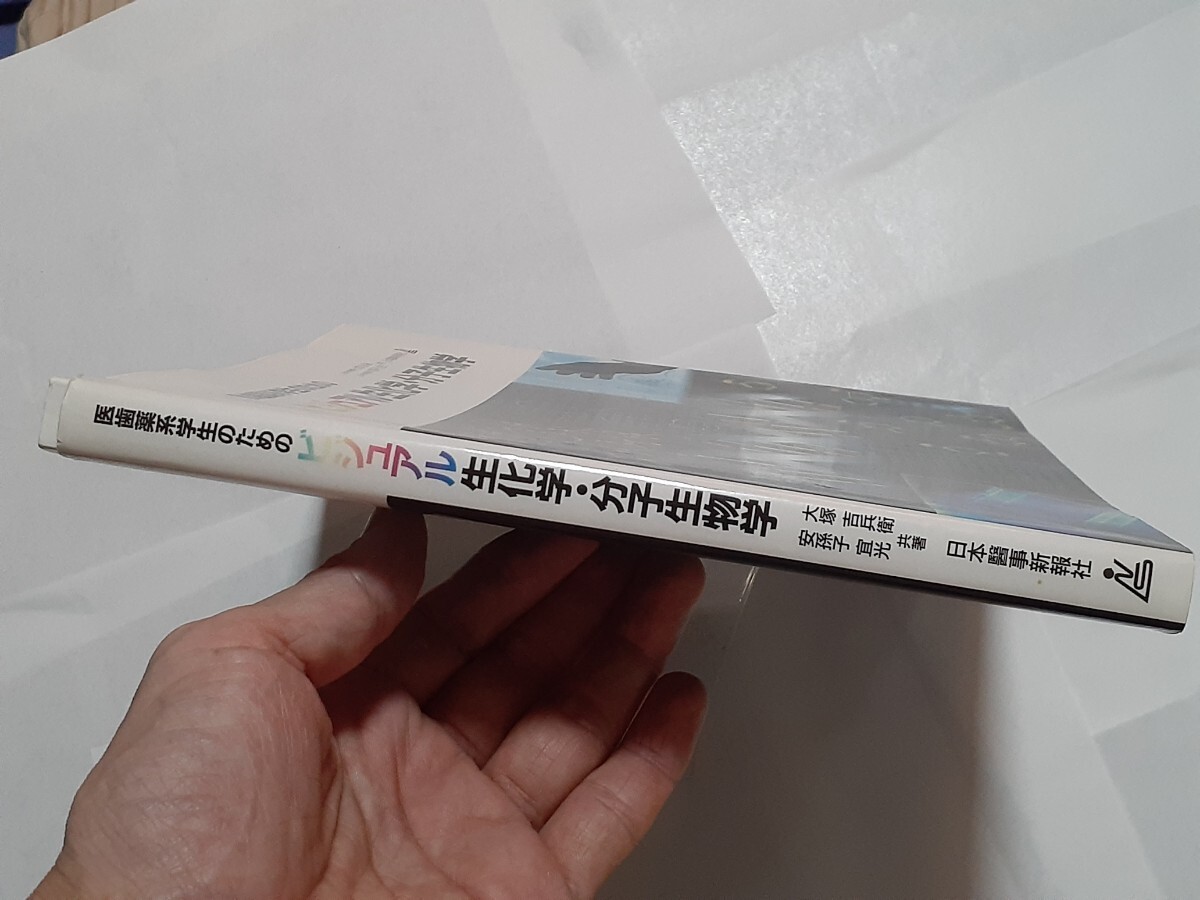 医歯薬系学生のための
ビジュアル生化学・分子生物学
大塚 吉兵衛
安孫子 宜光 共著
日本醫事新報社